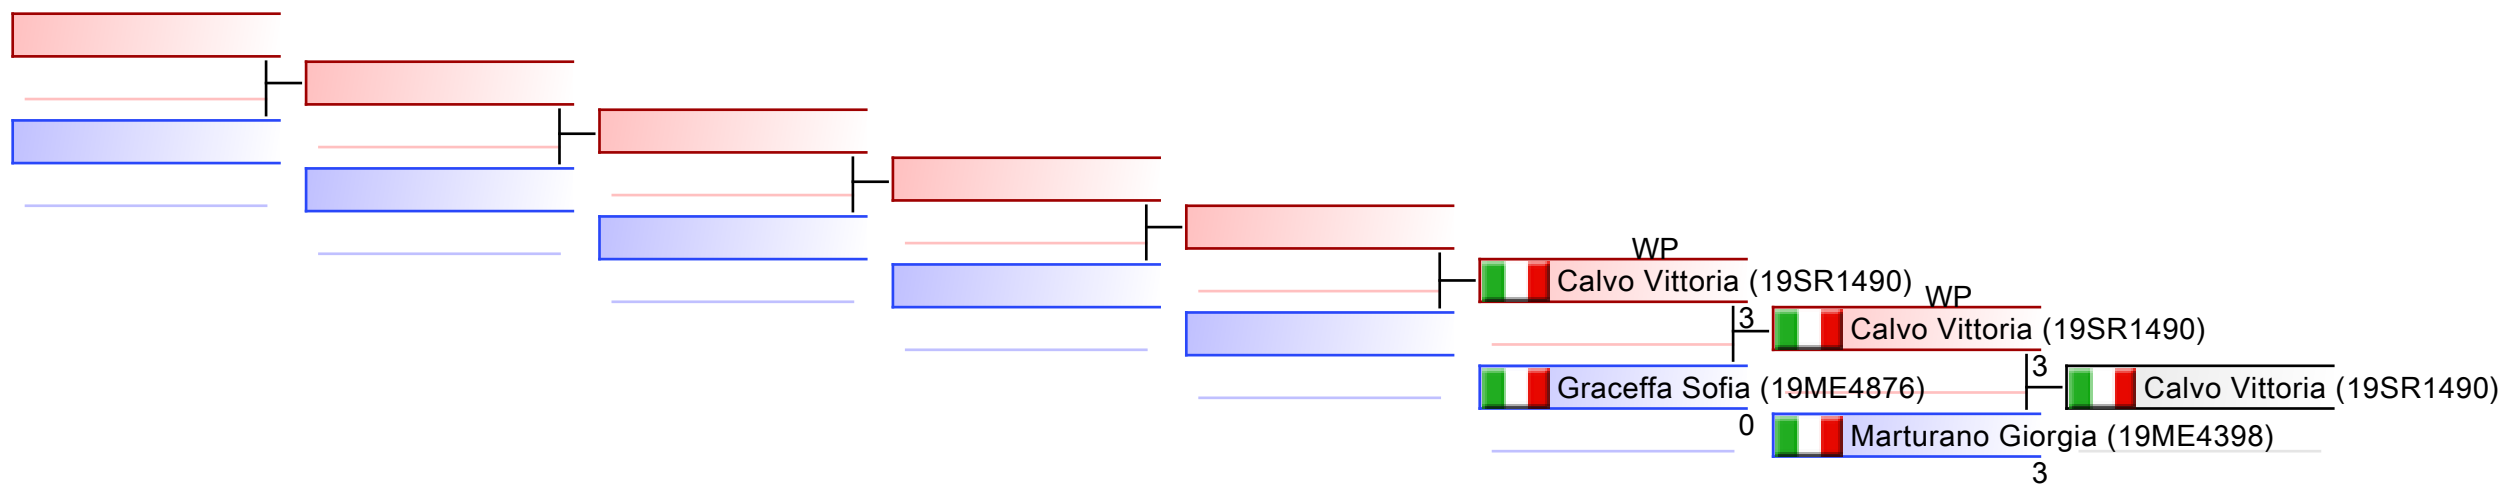 WP
Calvo Vittoria (19SR1490)
3
Graceffa Sofia (19ME4876)
0
WP
Calvo Vittoria (19SR1490)
3
Marturano Giorgia (19ME4398)
3
Calvo Vittoria (19SR1490)